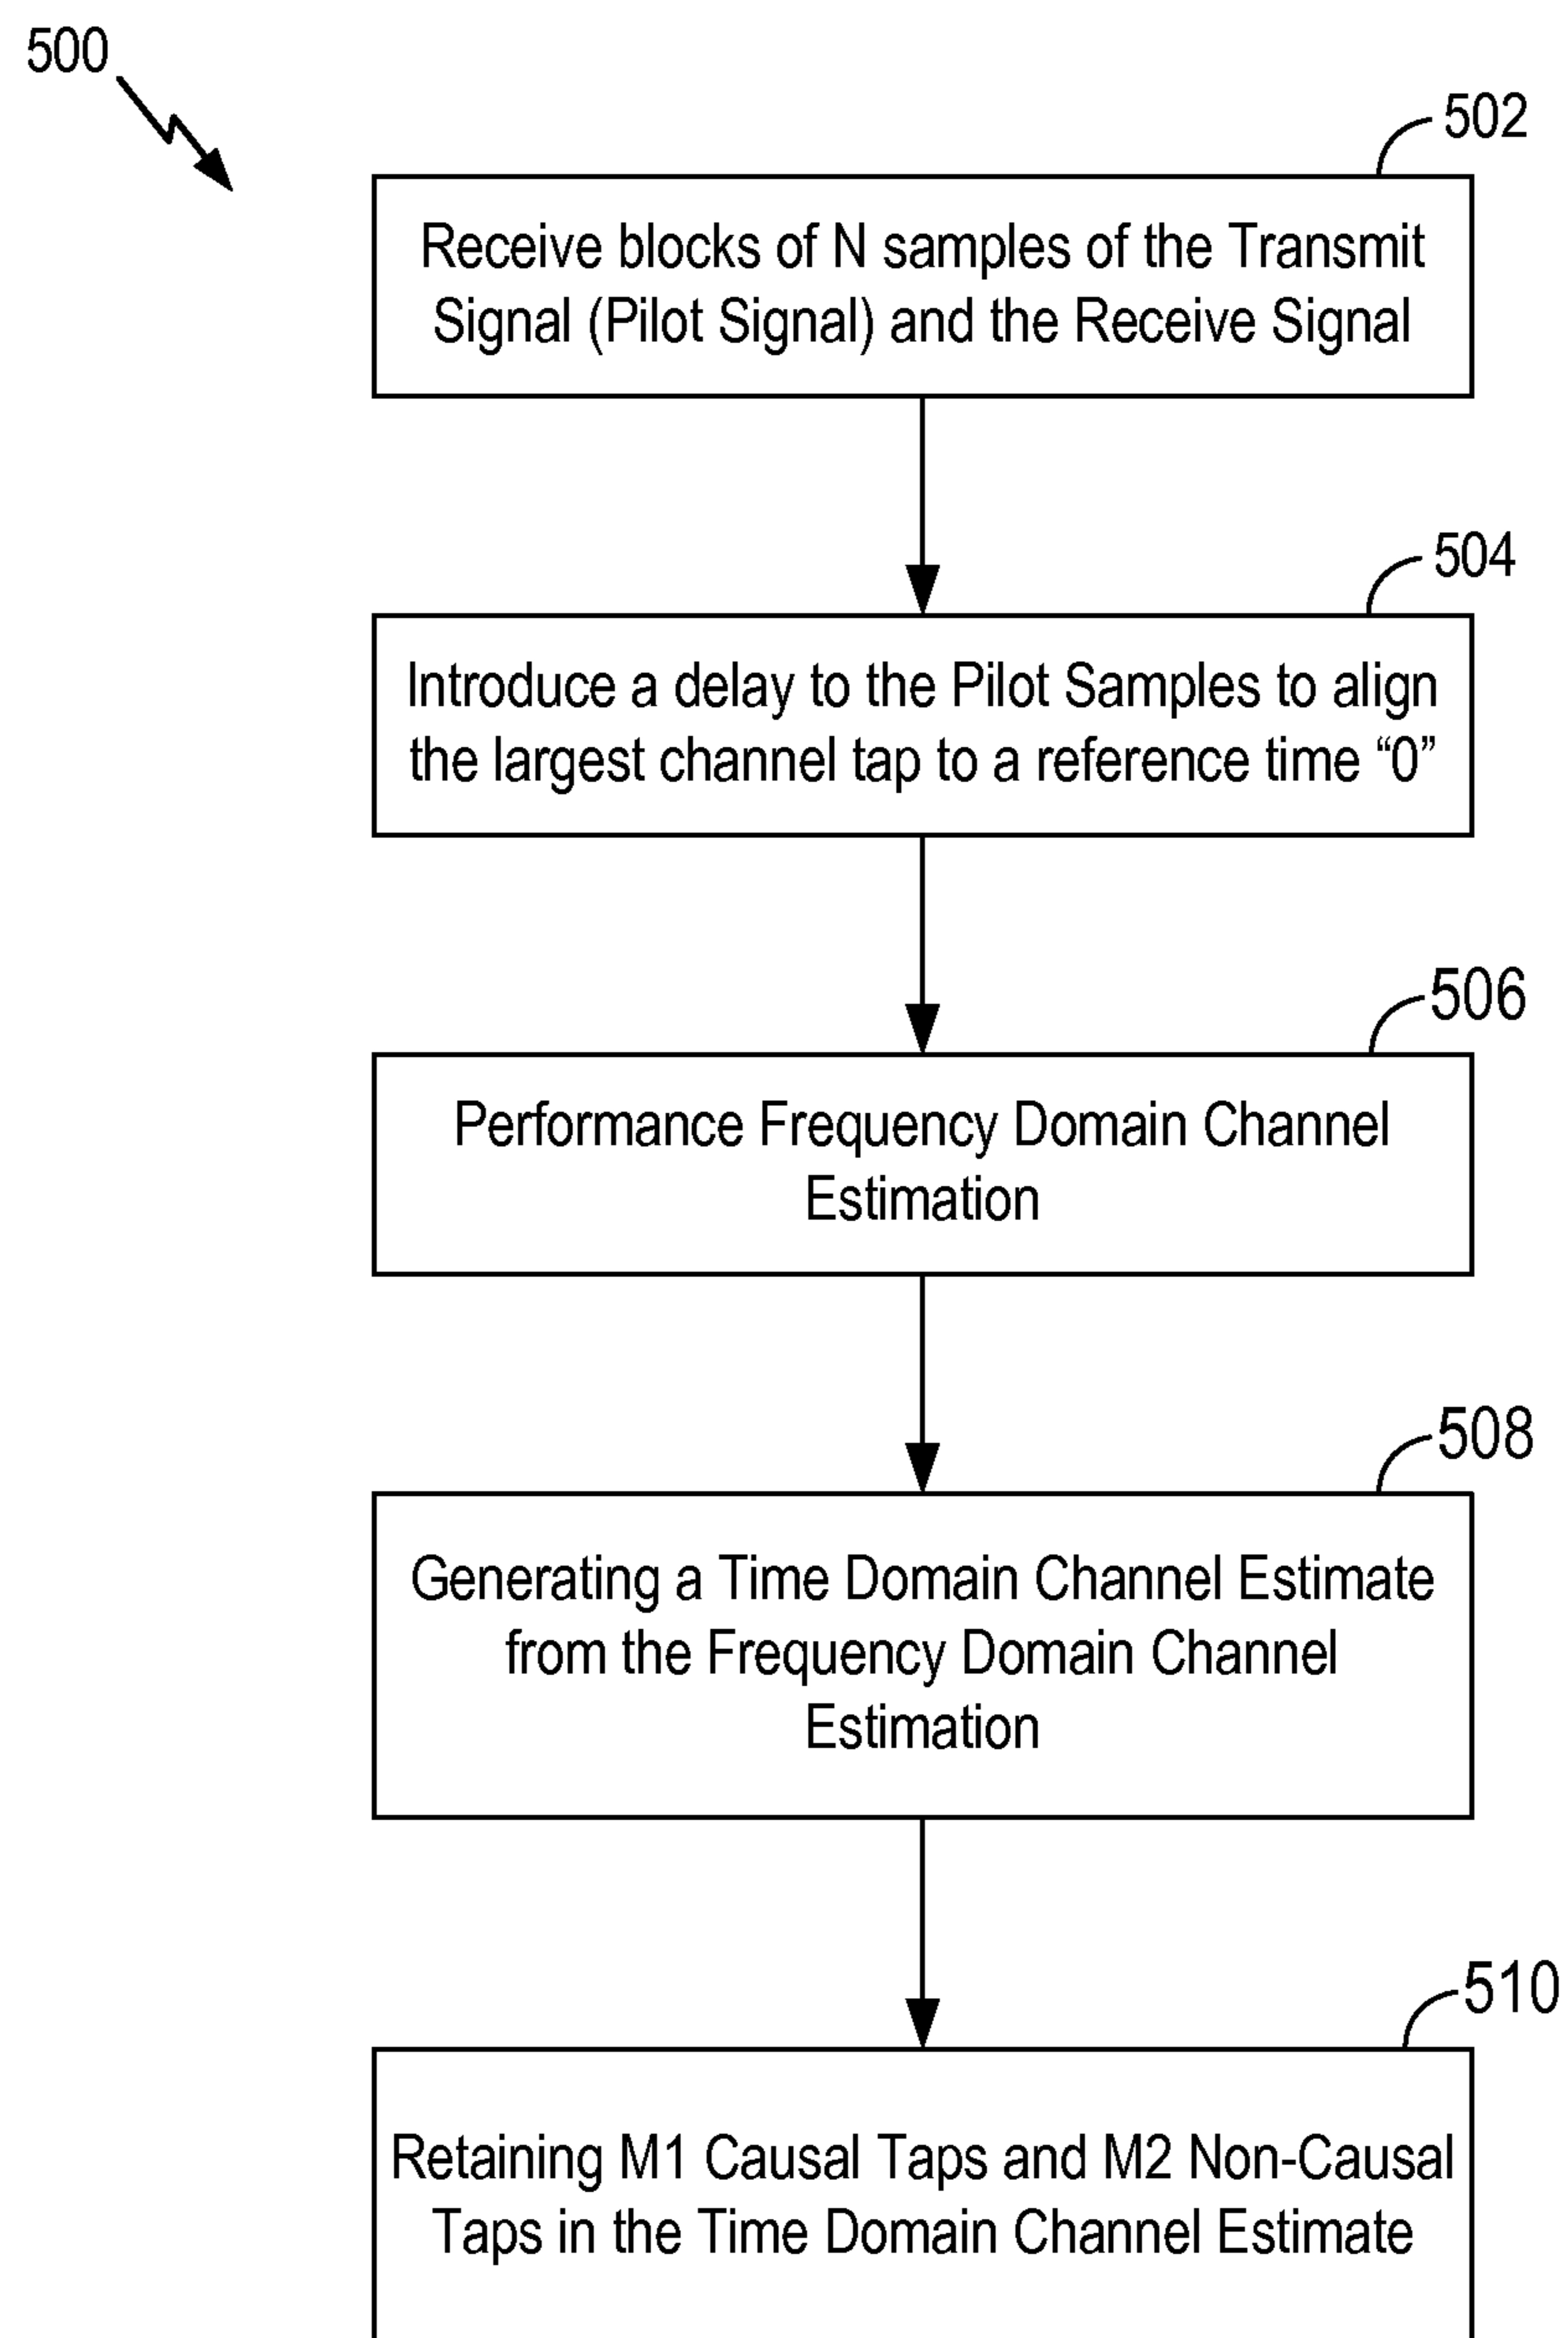 500
502
Receive blocks of N samples of the Transmit
Signal (Pilot Signal) and the Receive Signal
504
Introduce a delay to the Pilot Samples to align
the largest channel tap to a reference time “0”
506
Performance Frequency Domain Channel
Estimation
508
Generating a Time Domain Channel Estimate
from the Frequency Domain Channel
Estimation
510
Retaining M1 Causal Taps and M2 Non-Causal
Taps in the Time Domain Channel Estimate